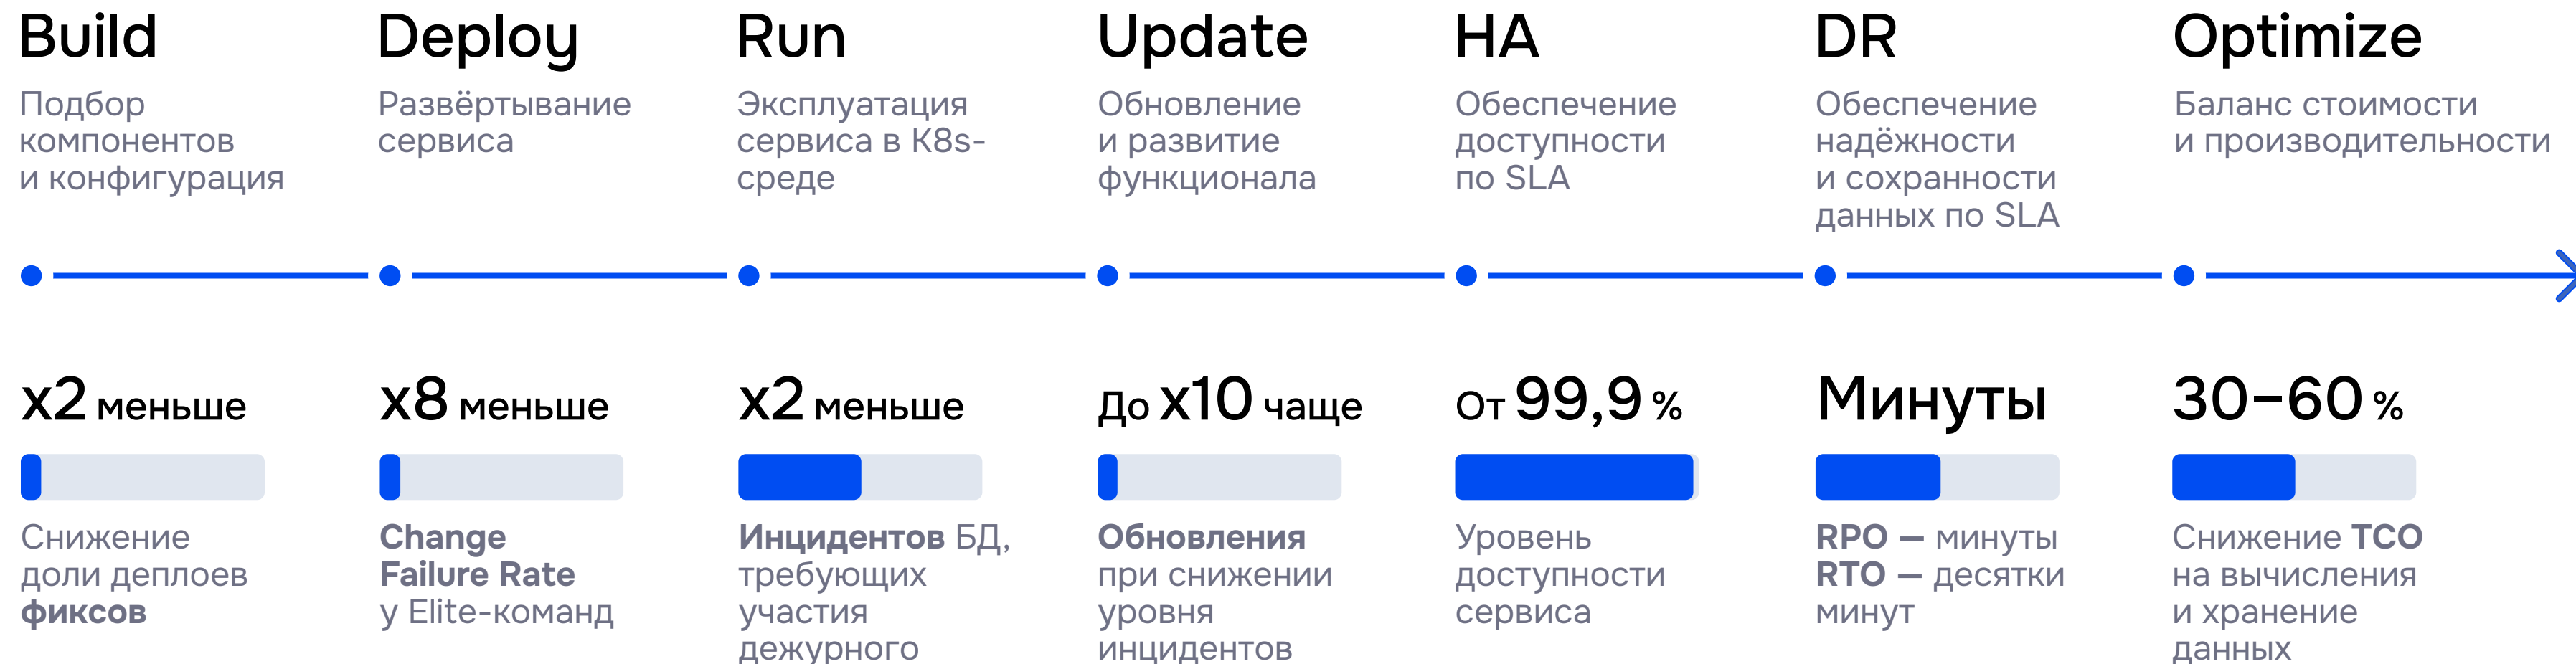 Build
Подбор
компонентов
и конфигурация
Deploy
Развёртывание
сервиса
Run
Эксплуатация
сервиса в K8s-
среде
Update
Обновление
и развитие
функционала
HA
Обеспечение
доступности
по SLA
DR
Обеспечение
надёжности
и сохранности
данных по SLA
Optimize
Баланс стоимости
и производительности
x2 меньше
Снижение
доли деплоев
фиксов
x8 меньше
Change
Failure Rate
у Elite-команд
x2 меньше
Инцидентов БД,
требующих
участия
дежурного
До x10 чаще
Обновления
при снижении
уровня
инцидентов
От 99,9 %
Уровень
доступности
сервиса
Минуты
RPO — минуты
RTO — десятки
минут
30–60 %
Снижение TCO
на вычисления
и хранение
данных